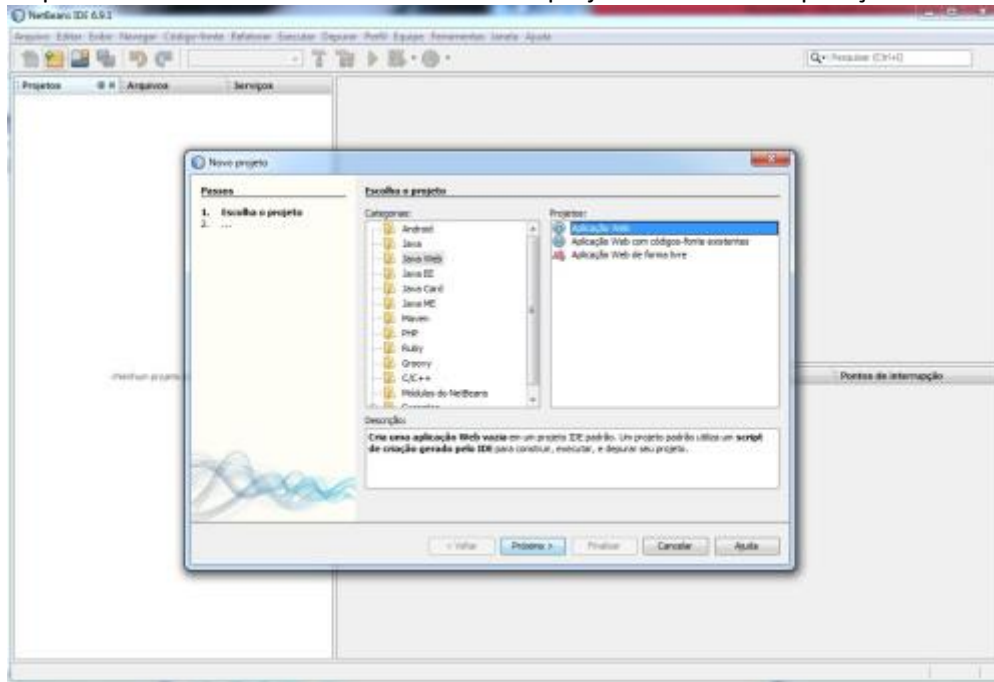 NetBeans IDE 6.9.1
Arquivo Editar Exibir Navegar Código-fonte Refatorar Executar Depurar Perfil Equipe Ferramentas Janela Ajuda
Pesquisar (Ctrl+I)
Projetos Arquivos Serviços
Novo projeto
Passos
1. Escolha o projeto
2. ...
Escolha o projeto
Categorias:
Android
Java
Java Web
Java EE
Java Card
Java ME
Maven
PHP
Ruby
Groovy
C/C++
Módulos do NetBeans
Projetos:
Aplicação Web
Aplicação Web com códigos-fonte existentes
Aplicação Web de forma livre
Descrição:
Cria uma aplicação Web vazia em um projeto IDE padrão. Um projeto padrão utiliza um script
de criação gerado pelo IDE para construir, executar, e depurar seu projeto.
< Voltar Próximo > Finalizar Cancelar Ajuda
Pontos de interrupção